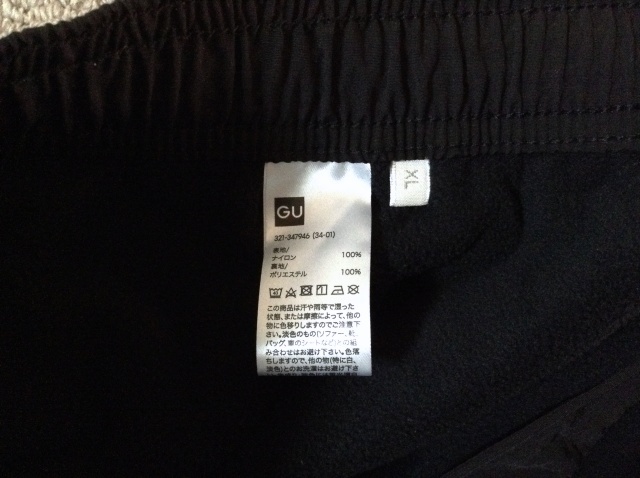 GU
XL
321-347946 (34-01)
表地/
ナイロン 100%
裏地/
ポリエステル 100%
この商品は汗や雨等で湿った
状態、または摩擦によって、他の
物に色移りしますのでご注意下
さい。淡色のもの(ソファー、靴、
バッグ、車のシートなど)との組
み合わせはお避け下さい。色落
ちしますので、他の物(特に白、
淡色)とのお洗濯はお避け下さ